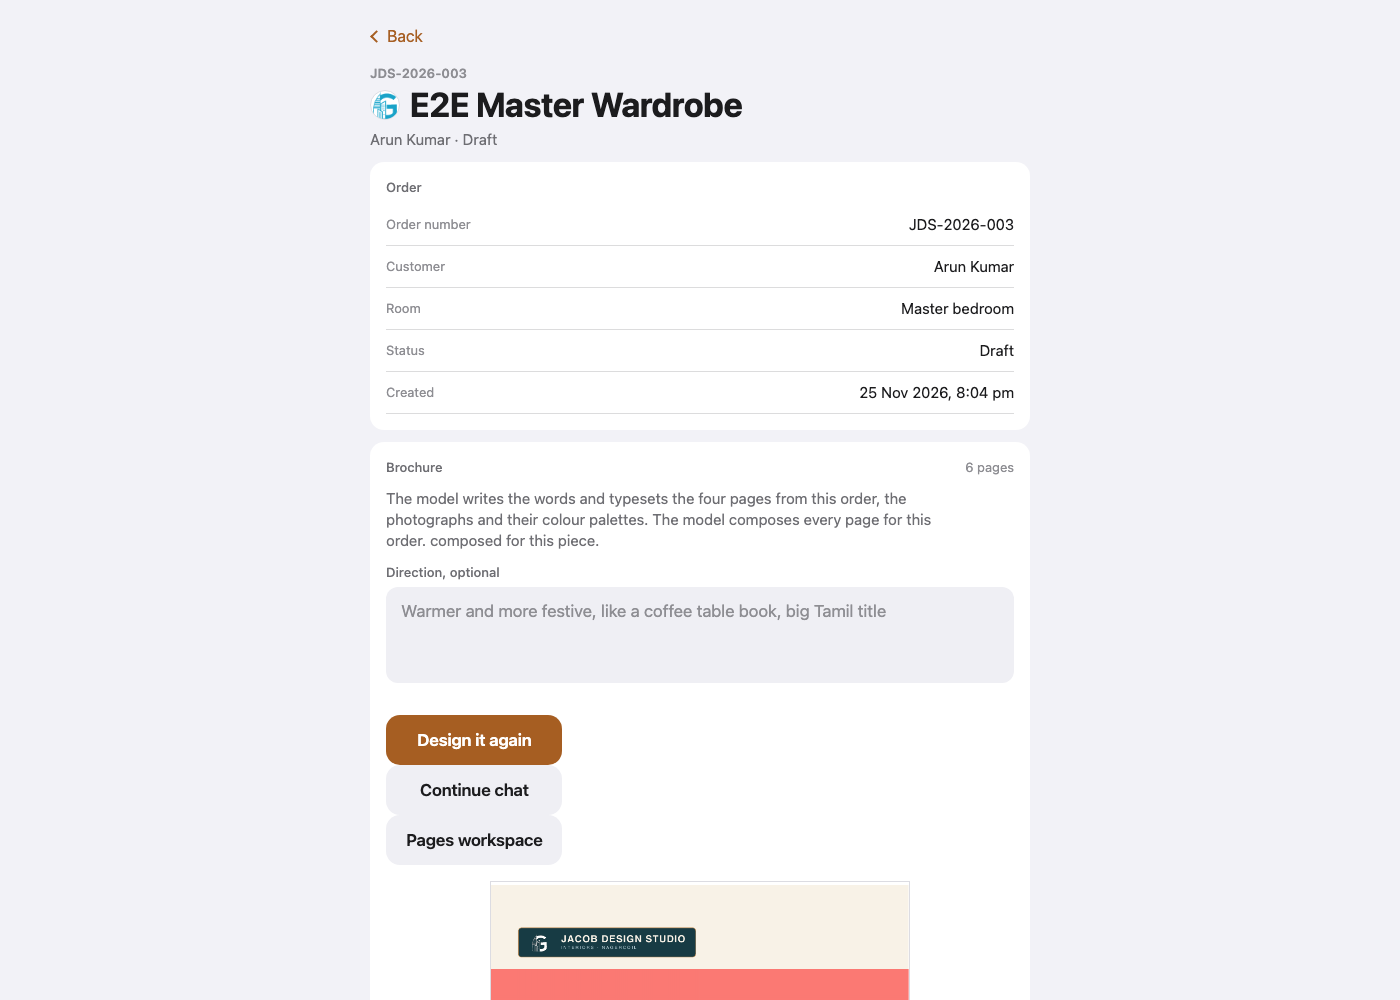 Back
JDS-2026-003
E2E Master Wardrobe
Arun Kumar · Draft
Order
Order number JDS-2026-003
Customer Arun Kumar
Room Master bedroom
Status Draft
Created 25 Nov 2026, 8:04 pm
Brochure 6 pages
The model writes the words and typesets the four pages from this order, the
photographs and their colour palettes. The model composes every page for this
order. composed for this piece.
Direction, optional
Warmer and more festive, like a coffee table book, big Tamil title
Design it again
Continue chat
Pages workspace
JACOB DESIGN STUDIO
INTERIORS · NAGERCOIL